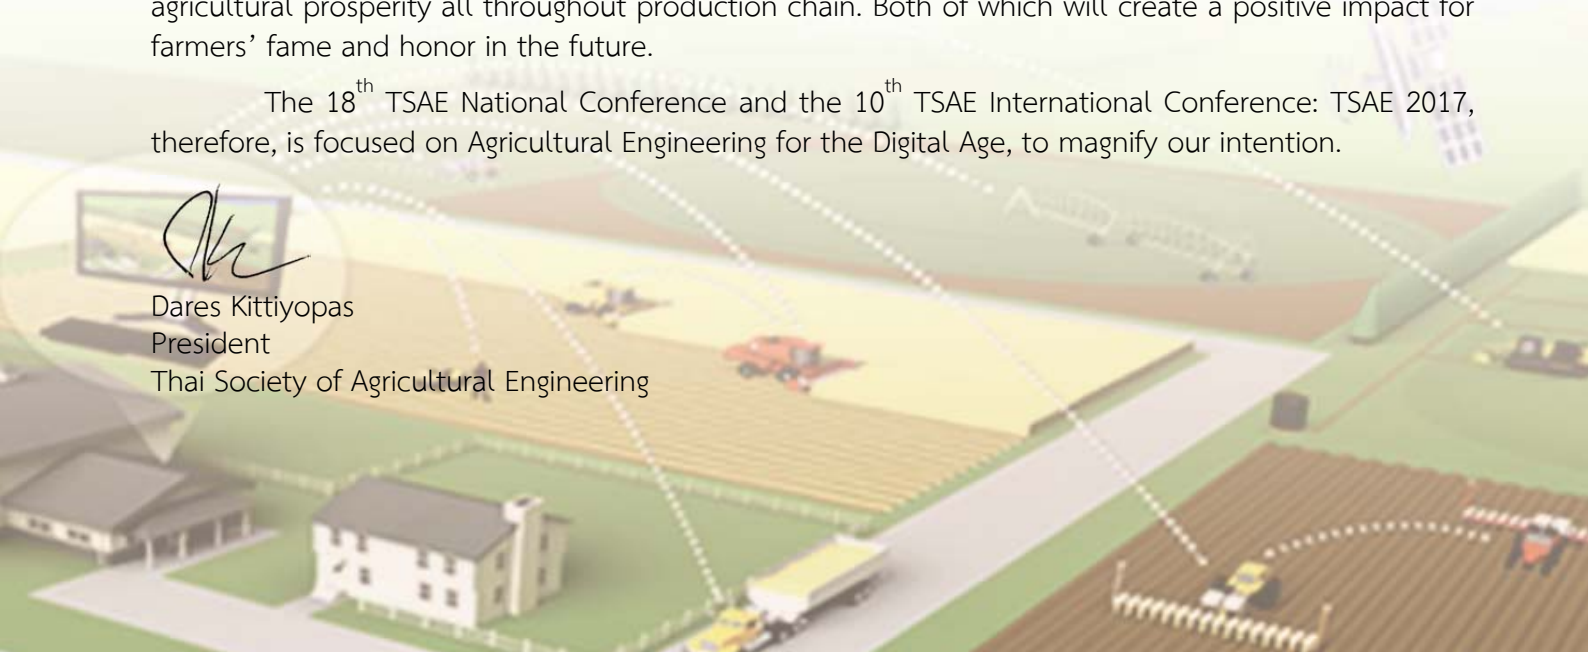 agricultural prosperity all throughout production chain. Both of which will create a positive impact for
farmers' fame and honor in the future.
The 18th TSAE National Conference and the 10th TSAE International Conference: TSAE 2017,
therefore, is focused on Agricultural Engineering for the Digital Age, to magnify our intention.
Dares Kittiyopas
President
Thai Society of Agricultural Engineering